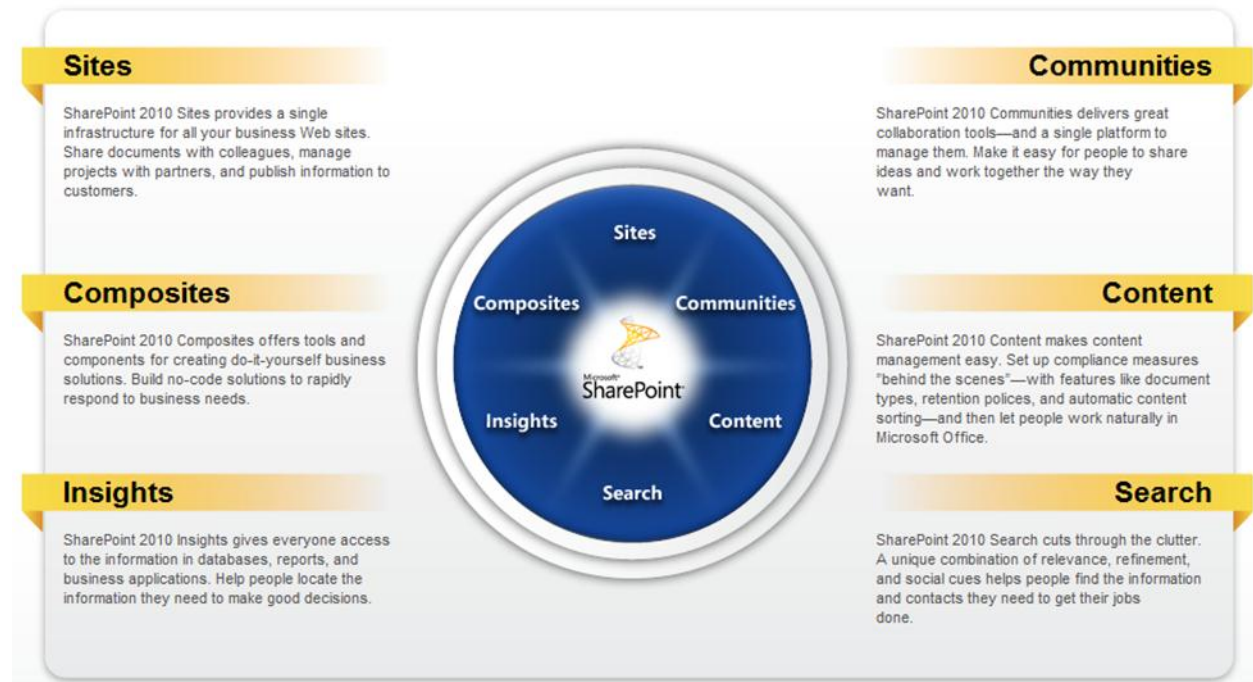 Sites
SharePoint 2010 Sites provides a single
infrastructure for all your business Web sites.
Share documents with colleagues, manage
projects with partners, and publish information to
customers.
Composites
SharePoint 2010 Composites offers tools and
components for creating do-it-yourself business
solutions. Build no-code solutions to rapidly
respond to business needs.
Insights
SharePoint 2010 Insights gives everyone access
to the information in databases, reports, and
business applications. Help people locate the
information they need to make good decisions.
Sites
Composites
Communities
Microsoft®
SharePoint
Insights
Content
Search
Communities
SharePoint 2010 Communities delivers great
collaboration tools—and a single platform to
manage them. Make it easy for people to share
ideas and work together the way they
want.
Content
SharePoint 2010 Content makes content
management easy. Set up compliance measures
"behind the scenes"—with features like document
types, retention polices, and automatic content
sorting—and then let people work naturally in
Microsoft Office.
Search
SharePoint 2010 Search cuts through the clutter.
A unique combination of relevance, refinement,
and social cues helps people find the information
and contacts they need to get their jobs
done.